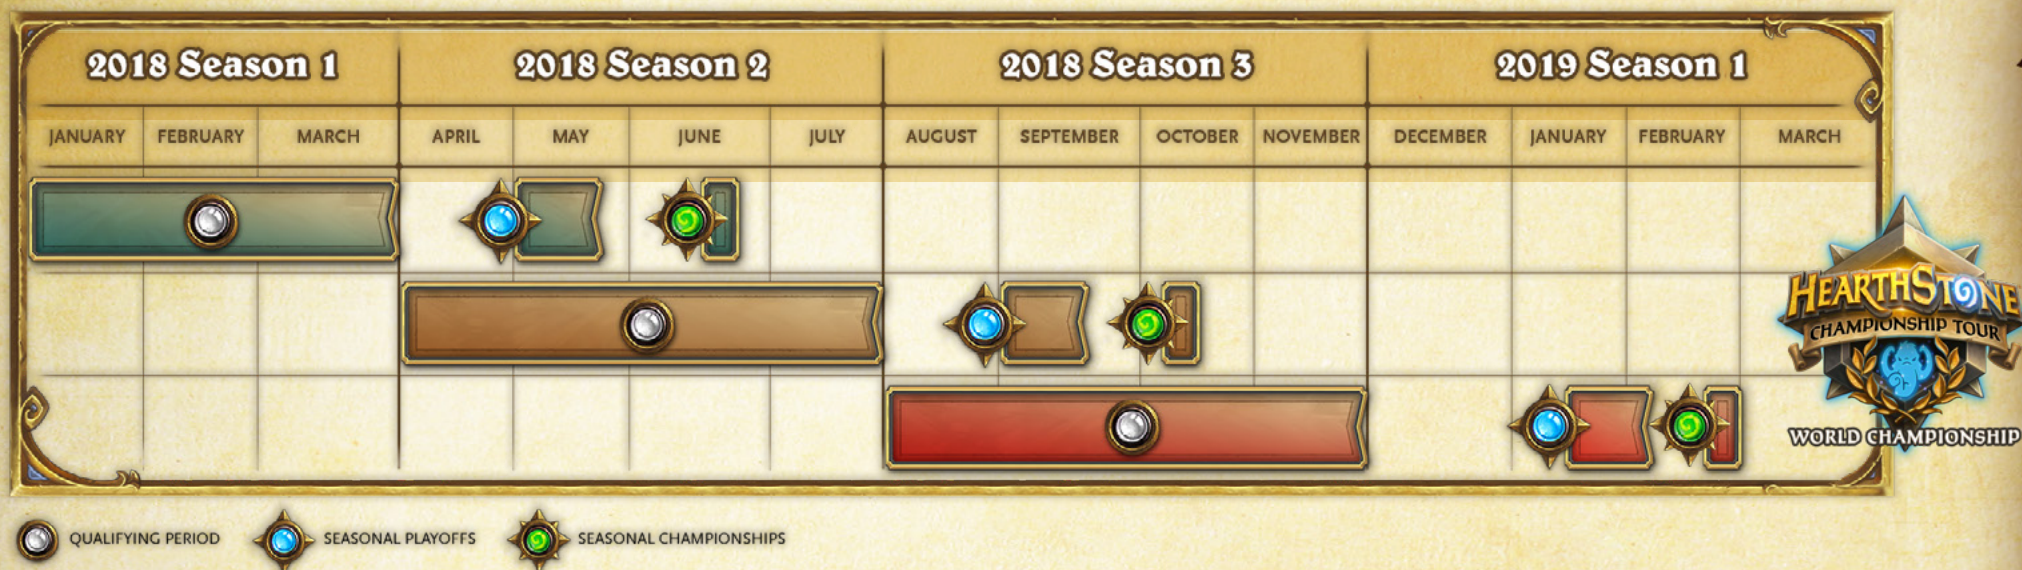 2018 Season 1 2018 Season 2 2018 Season 3 2019 Season 1
JANUARY FEBRUARY MARCH APRIL MAY JUNE JULY AUGUST SEPTEMBER OCTOBER NOVEMBER DECEMBER JANUARY FEBRUARY MARCH
HEARTHSTONE
CHAMPIONSHIP TOUR
WORLD CHAMPIONSHIP
QUALIFYING PERIOD SEASONAL PLAYOFFS SEASONAL CHAMPIONSHIPS